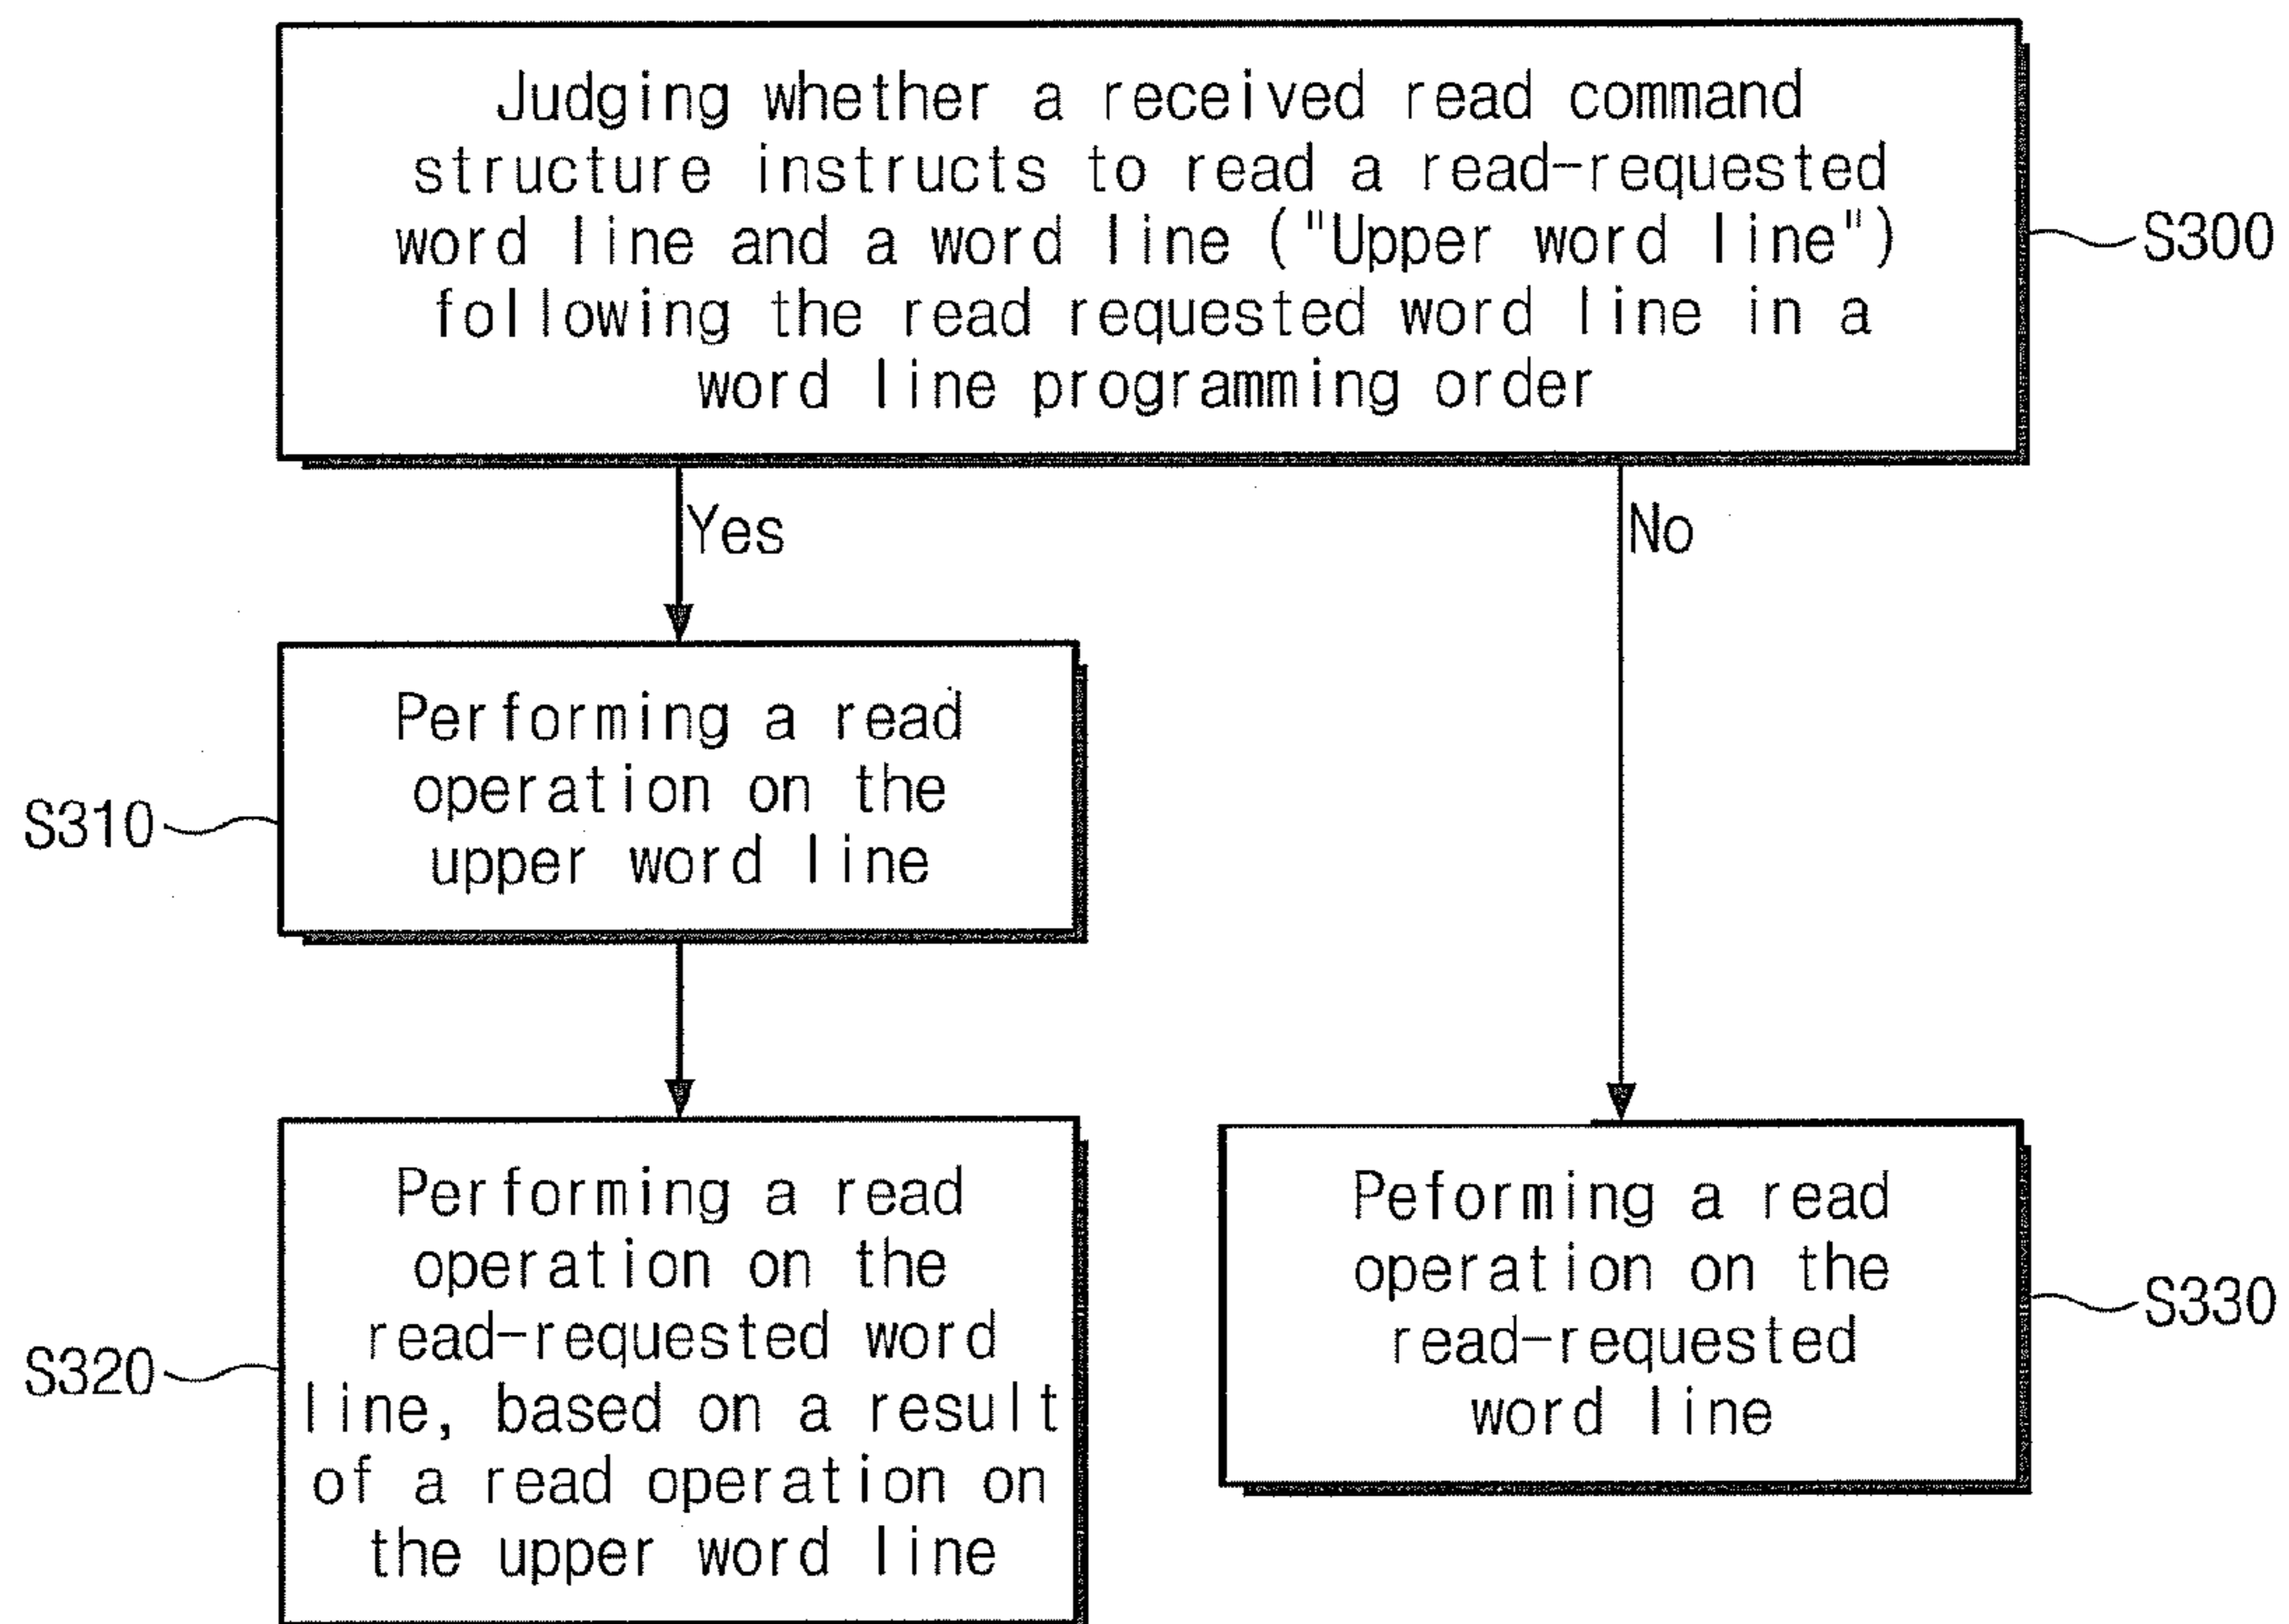 Judging whether a received read command
structure instructs to read a read-requested
word line and a word line ("Upper word line")
following the read requested word line in a
word line programming order
S300
Yes
No
Performing a read
operation on the
upper word line
S310
Performing a read
operation on the
read-requested word
line, based on a result
of a read operation on
the upper word line
S320
Peforming a read
operation on the
read-requested
word line
S330